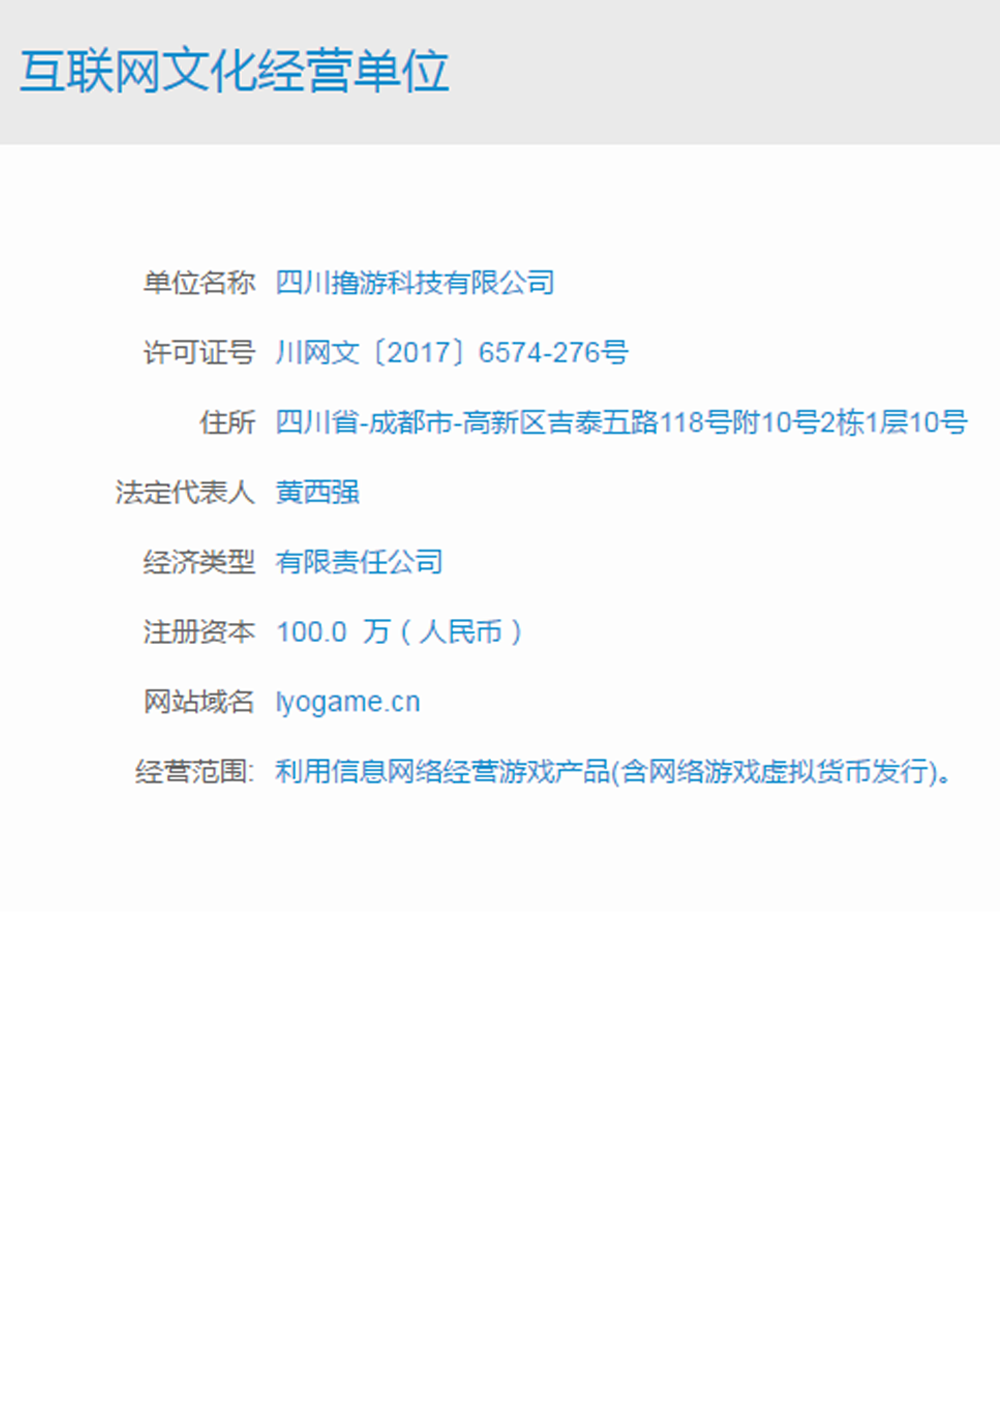 互联网文化经营单位
单位名称 四川撸游科技有限公司
许可证号 川网文〔2017〕6574-276号
住所 四川省-成都市-高新区吉泰五路118号附10号2栋1层10号
法定代表人 黄西强
经济类型 有限责任公司
注册资本 100.0 万（人民币）
网站域名 lyogame.cn
经营范围: 利用信息网络经营游戏产品(含网络游戏虚拟货币发行)。